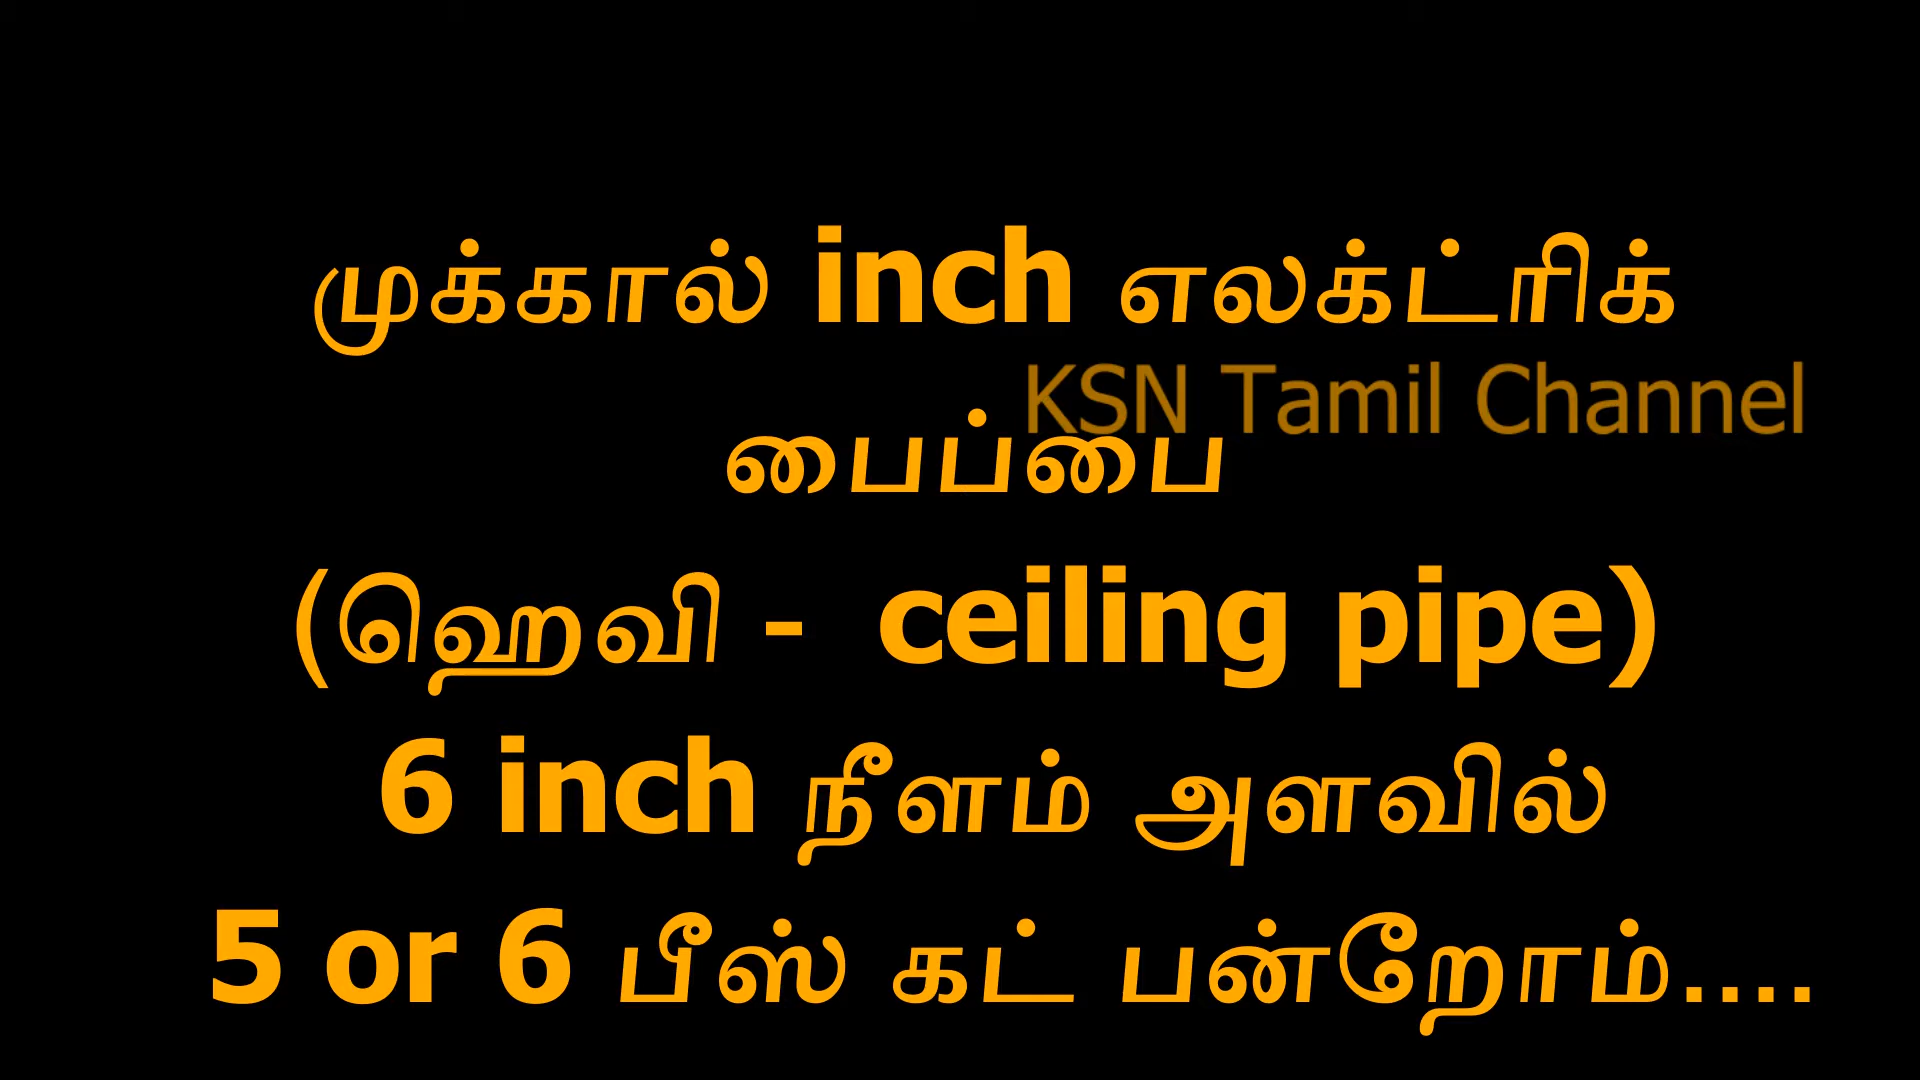 முக்கால் inch எலக்ட்ரிக்
KSN Tamil Channel
பைப்பை
(ஹெவி - ceiling pipe)
6 inch நீளம் அளவில்
5 or 6 பீஸ் கட் பன்றோம்....